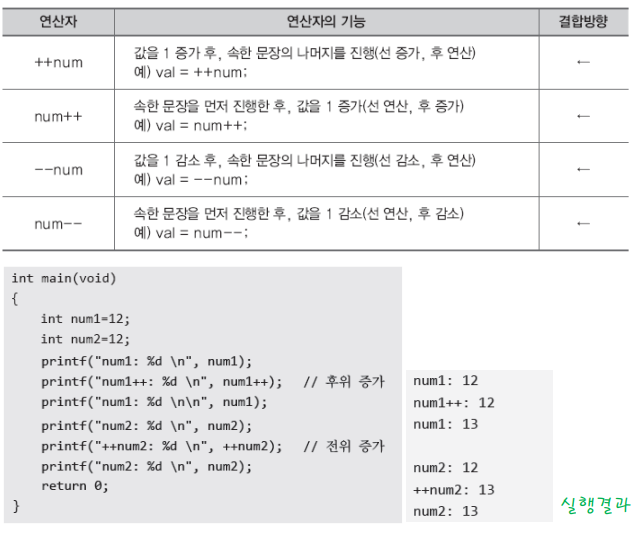 연산자 연산자의 기능 결합방향
++num 값을 1 증가 후, 속한 문장의 나머지를 진행(선 증가, 후 연산) ←
예) val = ++num;
num++ 속한 문장을 먼저 진행한 후, 값을 1 증가(선 연산, 후 증가) ←
예) val = num++;
--num 값을 1 감소 후, 속한 문장의 나머지를 진행(선 감소, 후 연산) ←
예) val = --num;
num-- 속한 문장을 먼저 진행한 후, 값을 1 감소(선 연산, 후 감소) ←
예) val = num--;
int main(void)
{
int num1=12;
int num2=12;
printf("num1: %d \n", num1);
printf("num1++: %d \n", num1++); // 후위 증가
printf("num1: %d \n\n", num1);
printf("num2: %d \n", num2);
printf("++num2: %d \n", ++num2); // 전위 증가
printf("num2: %d \n", num2);
return 0;
}
num1: 12
num1++: 12
num1: 13
num2: 12
++num2: 13
num2: 13
실행결과